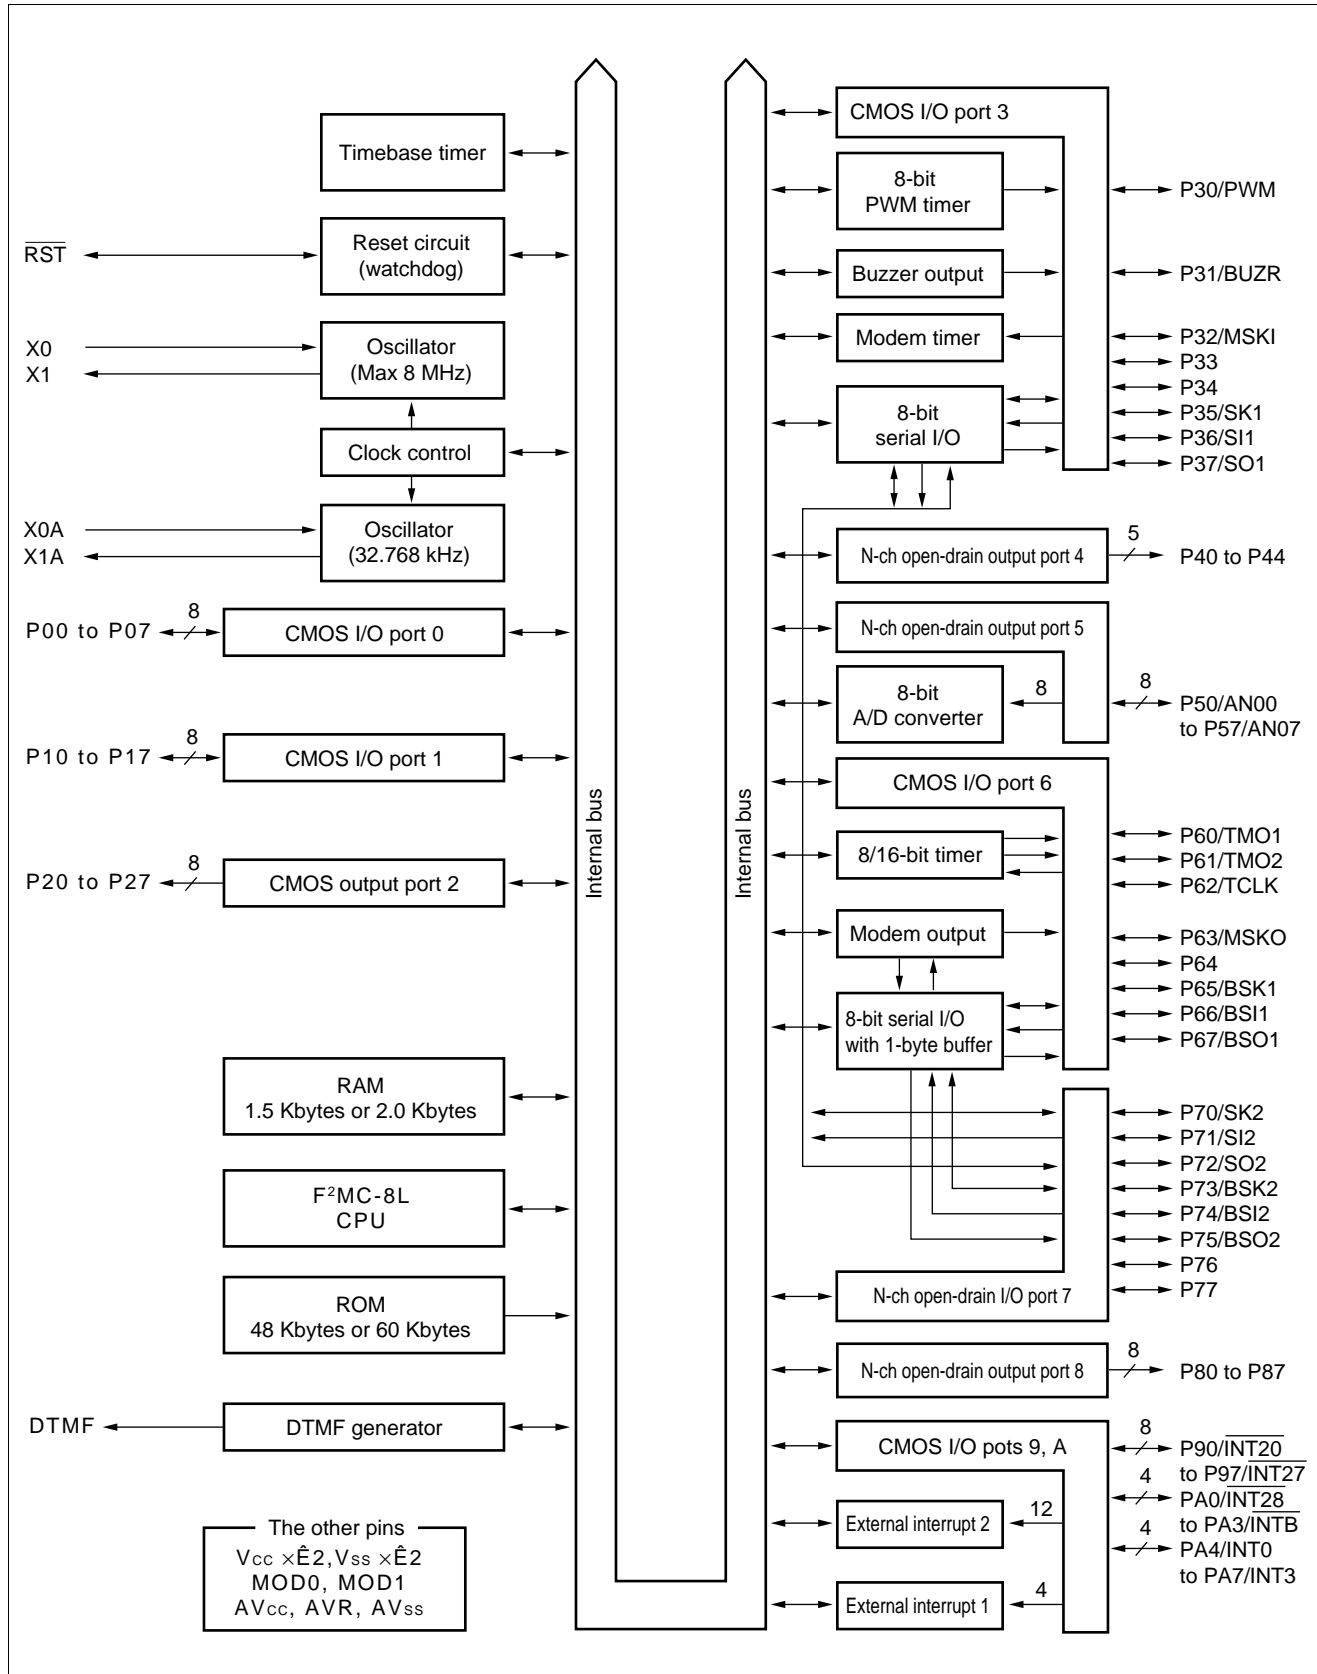 Timebase timer
RST
Reset circuit
(watchdog)
X0
X1
Oscillator
(Max 8 MHz)
Clock control
X0A
X1A
Oscillator
(32.768 kHz)
P00 to P07
8
CMOS I/O port 0
P10 to P17
8
CMOS I/O port 1
P20 to P27
8
CMOS output port 2
RAM
1.5 Kbytes or 2.0 Kbytes
F²MC-8L
CPU
ROM
48 Kbytes or 60 Kbytes
DTMF
DTMF generator
The other pins
Vcc ×Ê2,Vss ×Ê2
MOD0, MOD1
AVcc, AVR, AVss
Internal bus
Internal bus
CMOS I/O port 3
8-bit
PWM timer
P30/PWM
Buzzer output
P31/BUZR
Modem timer
P32/MSKI
P33
P34
8-bit
serial I/O
P35/SK1
P36/SI1
P37/SO1
N-ch open-drain output port 4
5
P40 to P44
N-ch open-drain output port 5
8-bit
A/D converter
8
8
P50/AN00
to P57/AN07
CMOS I/O port 6
8/16-bit timer
P60/TMO1
P61/TMO2
P62/TCLK
Modem output
P63/MSKO
P64
8-bit serial I/O
with 1-byte buffer
P65/BSK1
P66/BSI1
P67/BSO1
P70/SK2
P71/SI2
P72/SO2
P73/BSK2
P74/BSI2
P75/BSO2
P76
P77
N-ch open-drain I/O port 7
N-ch open-drain output port 8
8
P80 to P87
CMOS I/O pots 9, A
8
P90/INT20
to P97/INT27
4
PA0/INT28
to PA3/INTB
4
PA4/INT0
to PA7/INT3
External interrupt 2
12
External interrupt 1
4